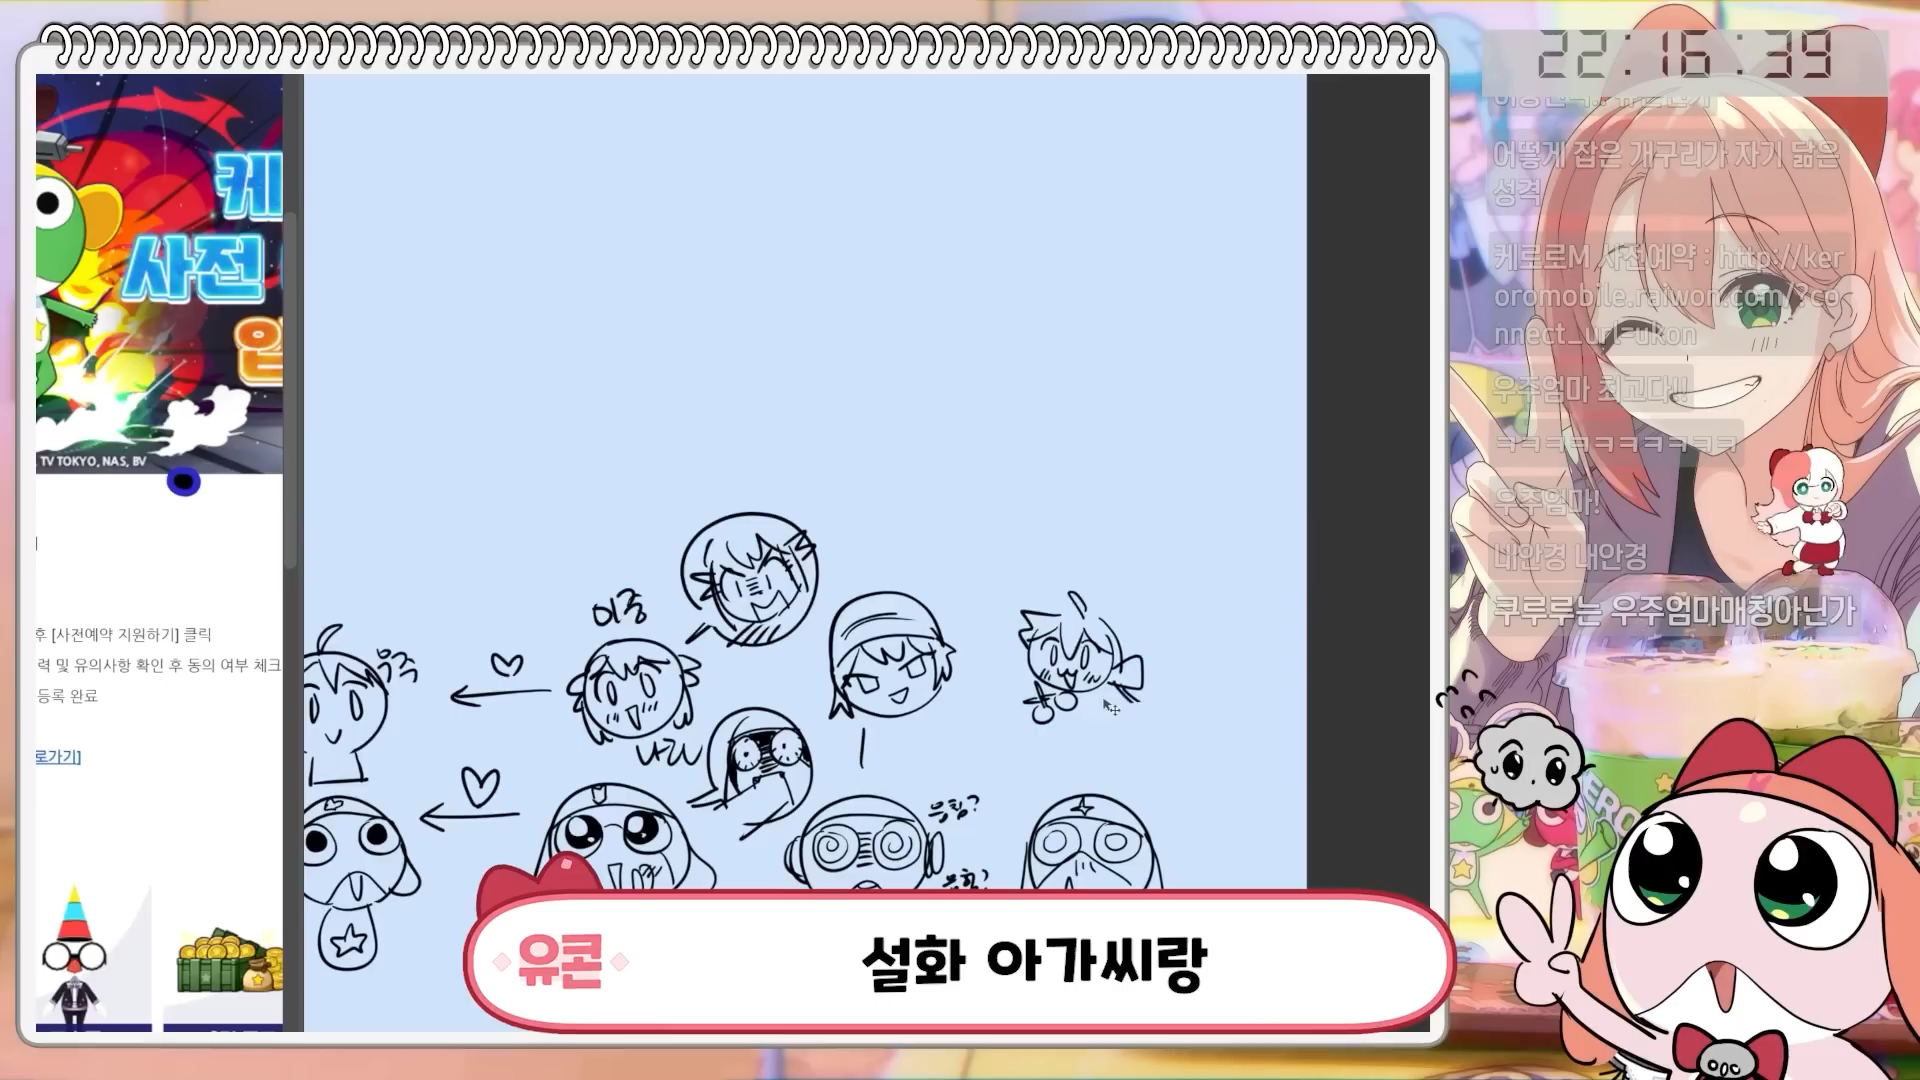 22:16:39
어떻게 잡은 개구리가 자기 닮은
성격
케로로M 사전예약 : http://ker
oromobile.raiwon.com/?co
nnect_url=ukon
우주엄마 최고다!!
ㅋㅋㅋㅋㅋㅋㅋㅋㅋ
우주엄마!
내안경 내안경
쿠루루는 우주엄마매칭아닌가
케
사전
TV TOKYO, NAS, BV
후 [사전예약 지원하기] 클릭
력 및 유의사항 확인 후 동의 여부 체크
등록 완료
로가기]
우주
나리
KERO
유콘
설화 아가씨랑